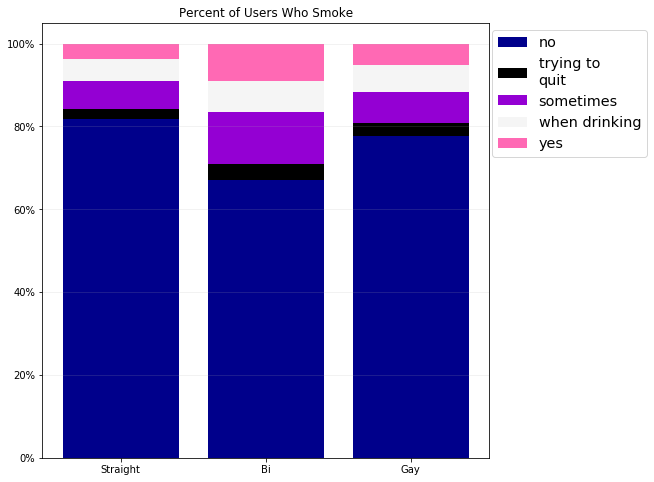 Percent of Users Who Smoke
100%
80%
60%
40%
20%
0%
Straight
Bi
Gay
no
trying to
quit
sometimes
when drinking
yes